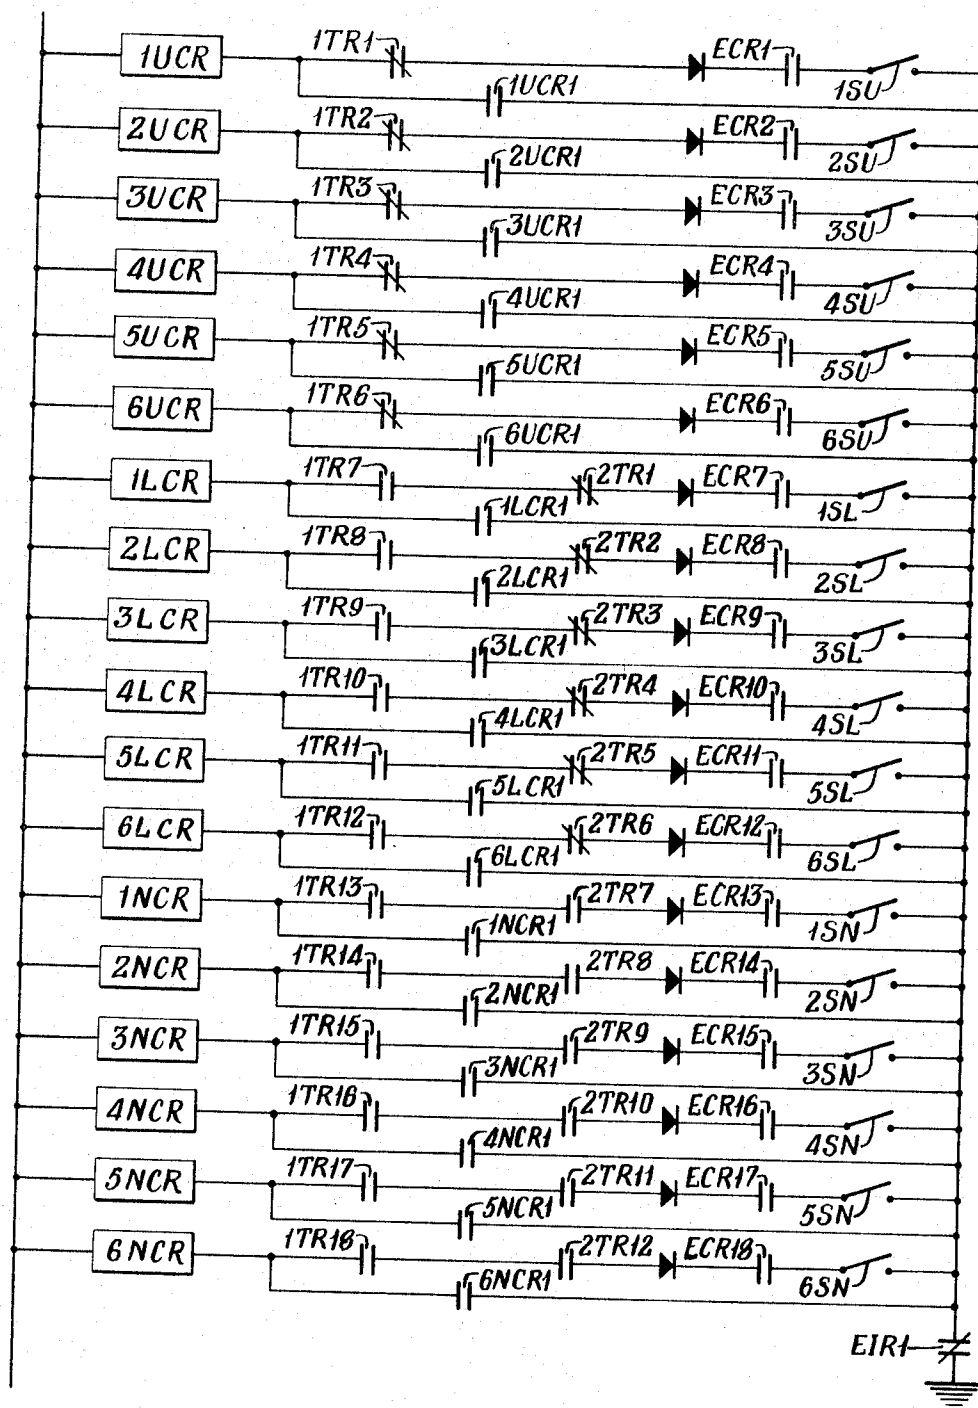 1UCR 1TR1 ECR1 1SU
1UCR1
2UCR 1TR2 ECR2 2SU
2UCR1
3UCR 1TR3 ECR3 3SU
3UCR1
4UCR 1TR4 ECR4 4SU
4UCR1
5UCR 1TR5 ECR5 5SU
5UCR1
6UCR 1TR6 ECR6 6SU
6UCR1
1LCR 1TR7 2TR1 ECR7 1SL
1LCR1
2LCR 1TR8 2TR2 ECR8 2SL
2LCR1
3LCR 1TR9 2TR3 ECR9 3SL
3LCR1
4LCR 1TR10 2TR4 ECR10 4SL
4LCR1
5LCR 1TR11 2TR5 ECR11 5SL
5LCR1
6LCR 1TR12 2TR6 ECR12 6SL
6LCR1
1NCR 1TR13 2TR7 ECR13 1SN
1NCR1
2NCR 1TR14 2TR8 ECR14 2SN
2NCR1
3NCR 1TR15 2TR9 ECR15 3SN
3NCR1
4NCR 1TR16 2TR10 ECR16 4SN
4NCR1
5NCR 1TR17 2TR11 ECR17 5SN
5NCR1
6NCR 1TR18 2TR12 ECR18 6SN
6NCR1
EIR1